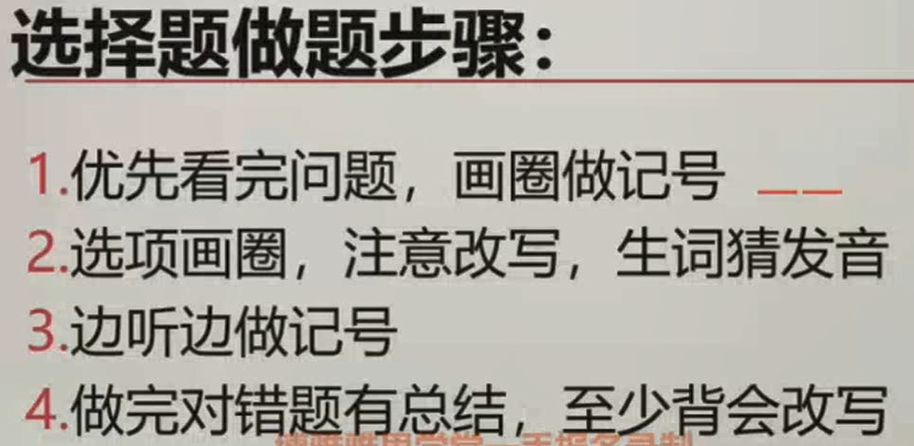 选择题做题步骤：
1.优先看完问题，画圈做记号 __
2.选项画圈，注意改写，生词猜发音
3.边听边做记号
4.做完对错题有总结，至少背会改写